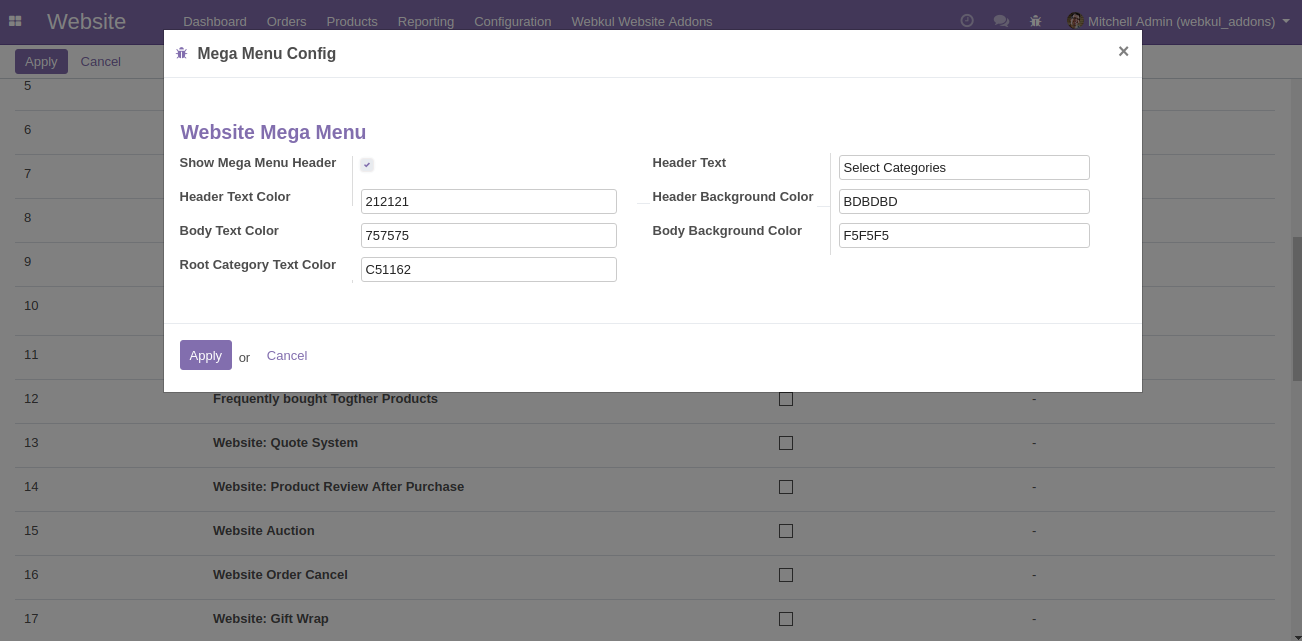 Website Dashboard Orders Products Reporting Configuration Webkul Website Addons Mitchell Admin (webkul_addons)
Apply Cancel
Mega Menu Config ×
Website Mega Menu
Show Mega Menu Header Header Text Select Categories
Header Text Color 212121 Header Background Color BDBDBD
Body Text Color 757575 Body Background Color F5F5F5
Root Category Text Color C51162
Apply or Cancel
5
6
7
8
9
10
11
12 Frequently bought Togther Products -
13 Website: Quote System -
14 Website: Product Review After Purchase -
15 Website Auction -
16 Website Order Cancel -
17 Website: Gift Wrap -